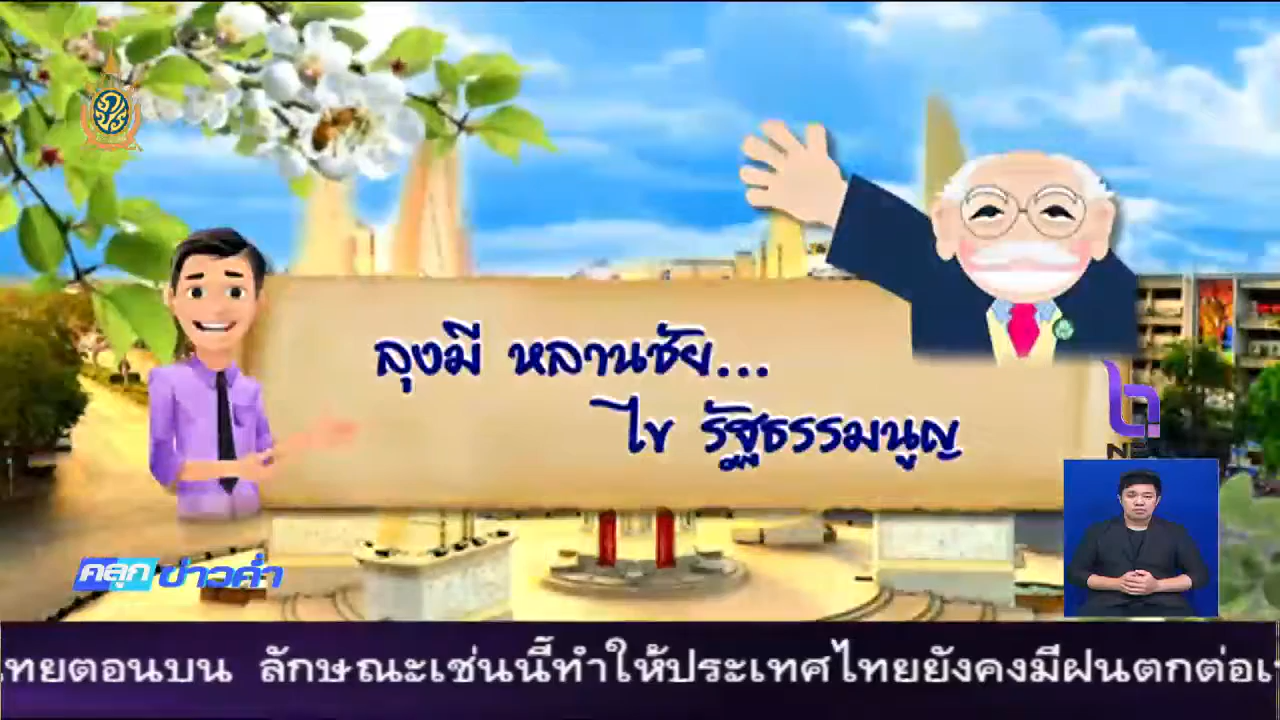 ลุงมี หลานชัย...
ไข รัฐธรรมนูญ
คลุกข่าวค่ำ
ทยตอนบน ลักษณะเช่นนี้ทำให้ประเทศไทยยังคงมีฝนตกต่อเ